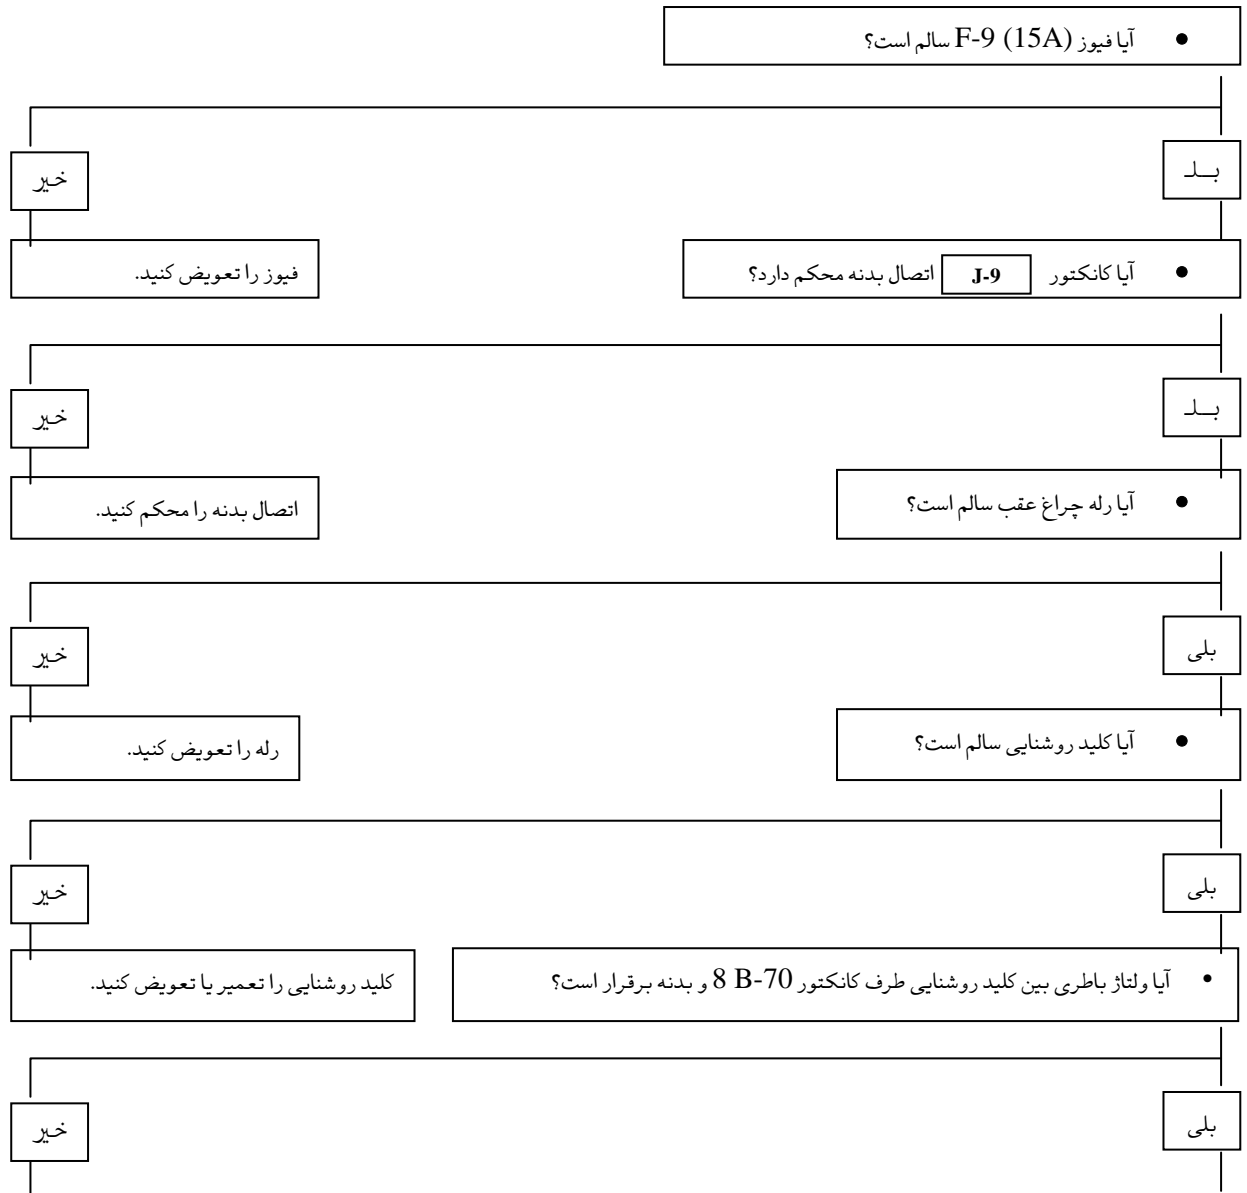 • آیا فیوز F-9 (15A) سالم است؟
بلـ
خیر
• آیا کانکتور J-9 اتصال بدنه محکم دارد؟
فیوز را تعویض کنید.
بلـ
خیر
• آیا رله چراغ عقب سالم است؟
اتصال بدنه را محکم کنید.
بلی
خیر
• آیا کلید روشنایی سالم است؟
رله را تعویض کنید.
بلی
خیر
• آیا ولتاژ باطری بین کلید روشنایی طرف کانکتور 8 B-70 و بدنه برقرار است؟
کلید روشنایی را تعمیر یا تعویض کنید.
بلی
خیر